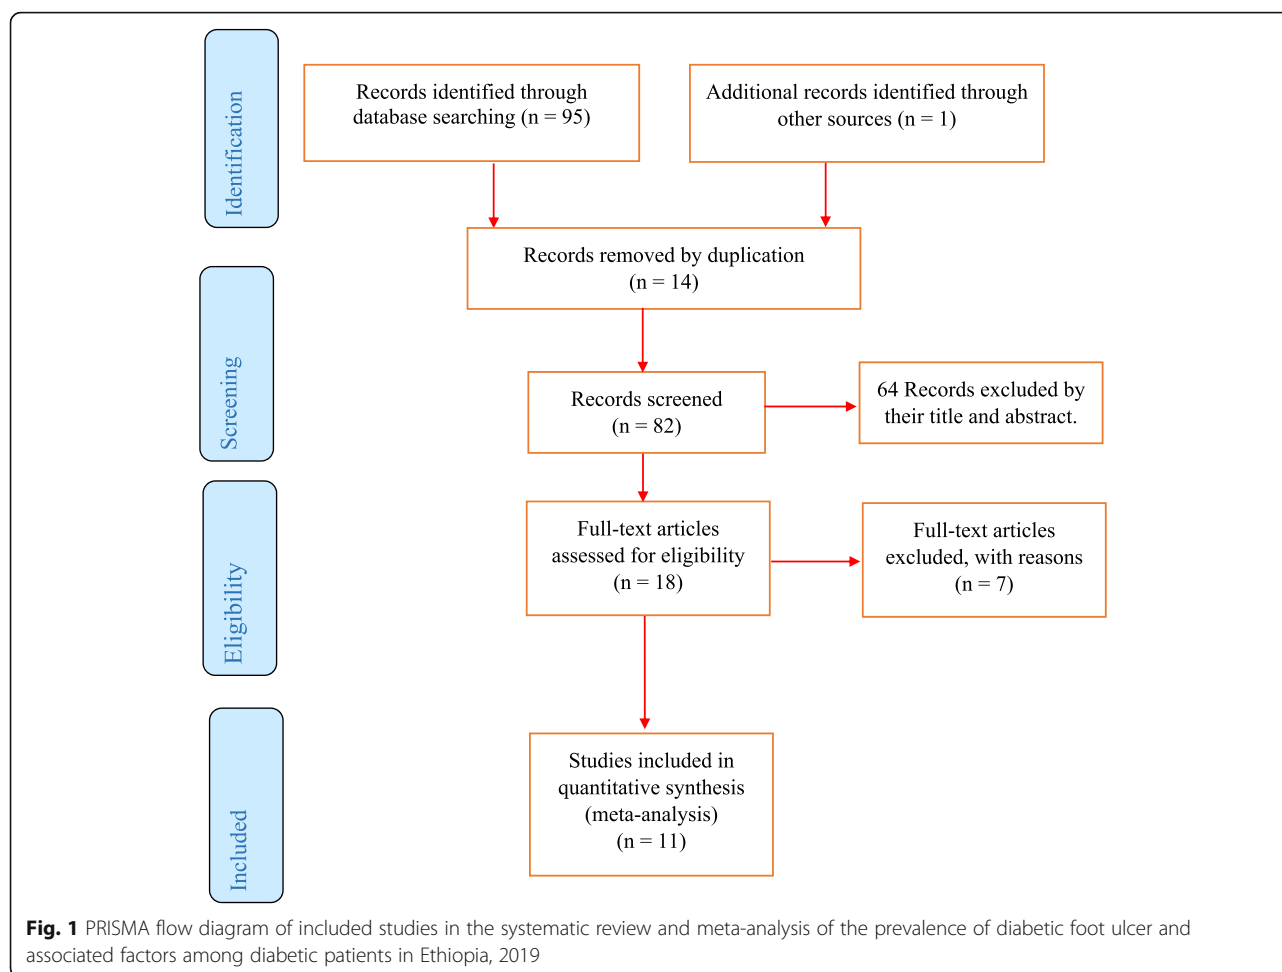 Identification
Records identified through
database searching (n = 95)
Additional records identified through
other sources (n = 1)
Records removed by duplication
(n = 14)
Screening
Records screened
(n = 82)
64 Records excluded by
their title and abstract.
Eligibility
Full-text articles
assessed for eligibility
(n = 18)
Full-text articles
excluded, with reasons
(n = 7)
Included
Studies included in
quantitative synthesis
(meta-analysis)
(n = 11)
Fig. 1 PRISMA flow diagram of included studies in the systematic review and meta-analysis of the prevalence of diabetic foot ulcer and
associated factors among diabetic patients in Ethiopia, 2019